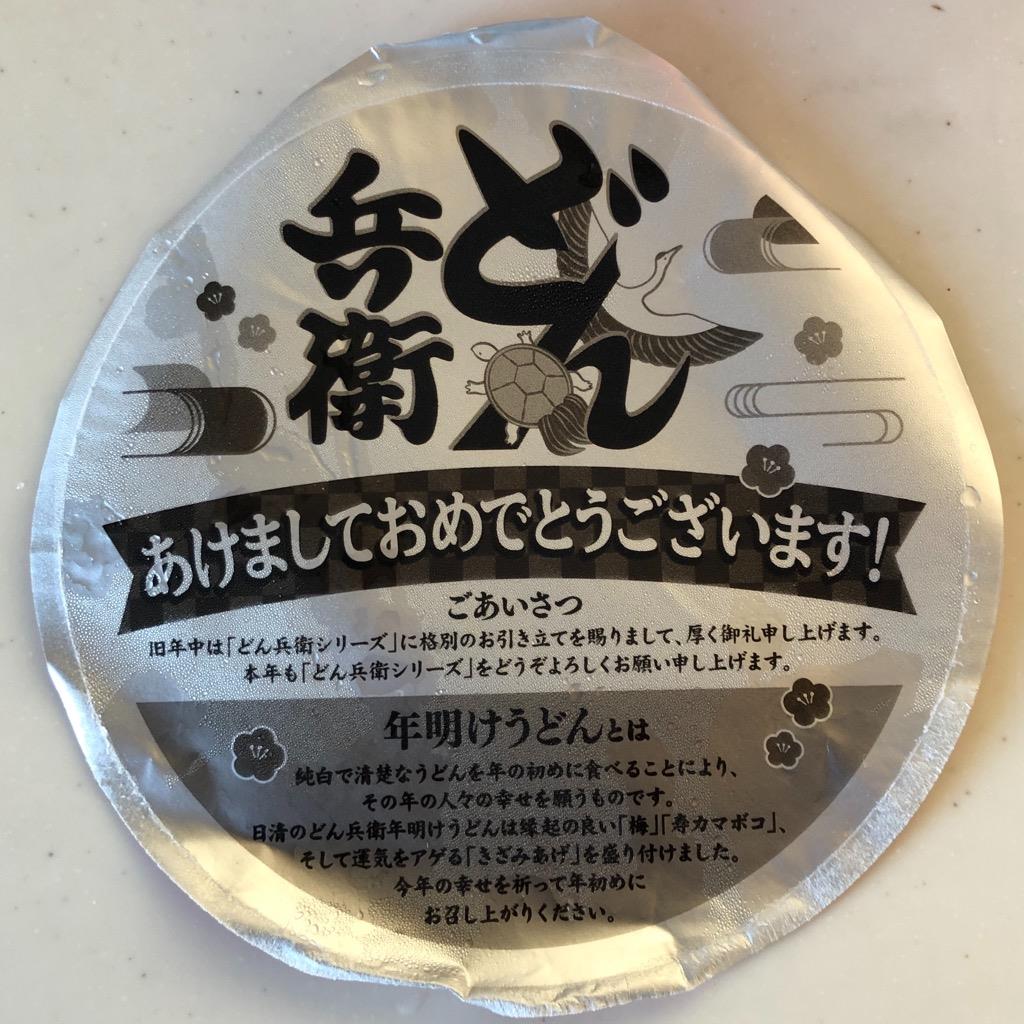 どん兵衛
あけましておめでとうございます!
ごあいさつ
旧年中は「どん兵衛シリーズ」に格別のお引き立てを賜りまして、厚く御礼申し上げます。
本年も「どん兵衛シリーズ」をどうぞよろしくお願い申し上げます。
年明けうどんとは
純白で清楚なうどんを年の初めに食べることにより、
その年の人々の幸せを願うものです。
日清のどん兵衛年明けうどんは縁起の良い「梅」「寿カマボコ」、
そして運気をアゲる「きざみあげ」を盛り付けました。
今年の幸せを祈って年初めに
お召し上がりください。